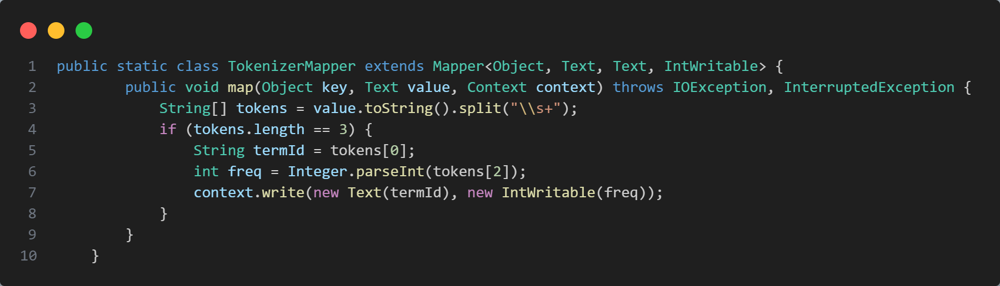 1 public static class TokenizerMapper extends Mapper<Object, Text, Text, IntWritable> {
2 public void map(Object key, Text value, Context context) throws IOException, InterruptedException {
3 String[] tokens = value.toString().split("\\s+");
4 if (tokens.length == 3) {
5 String termId = tokens[0];
6 int freq = Integer.parseInt(tokens[2]);
7 context.write(new Text(termId), new IntWritable(freq));
8 }
9 }
10 }